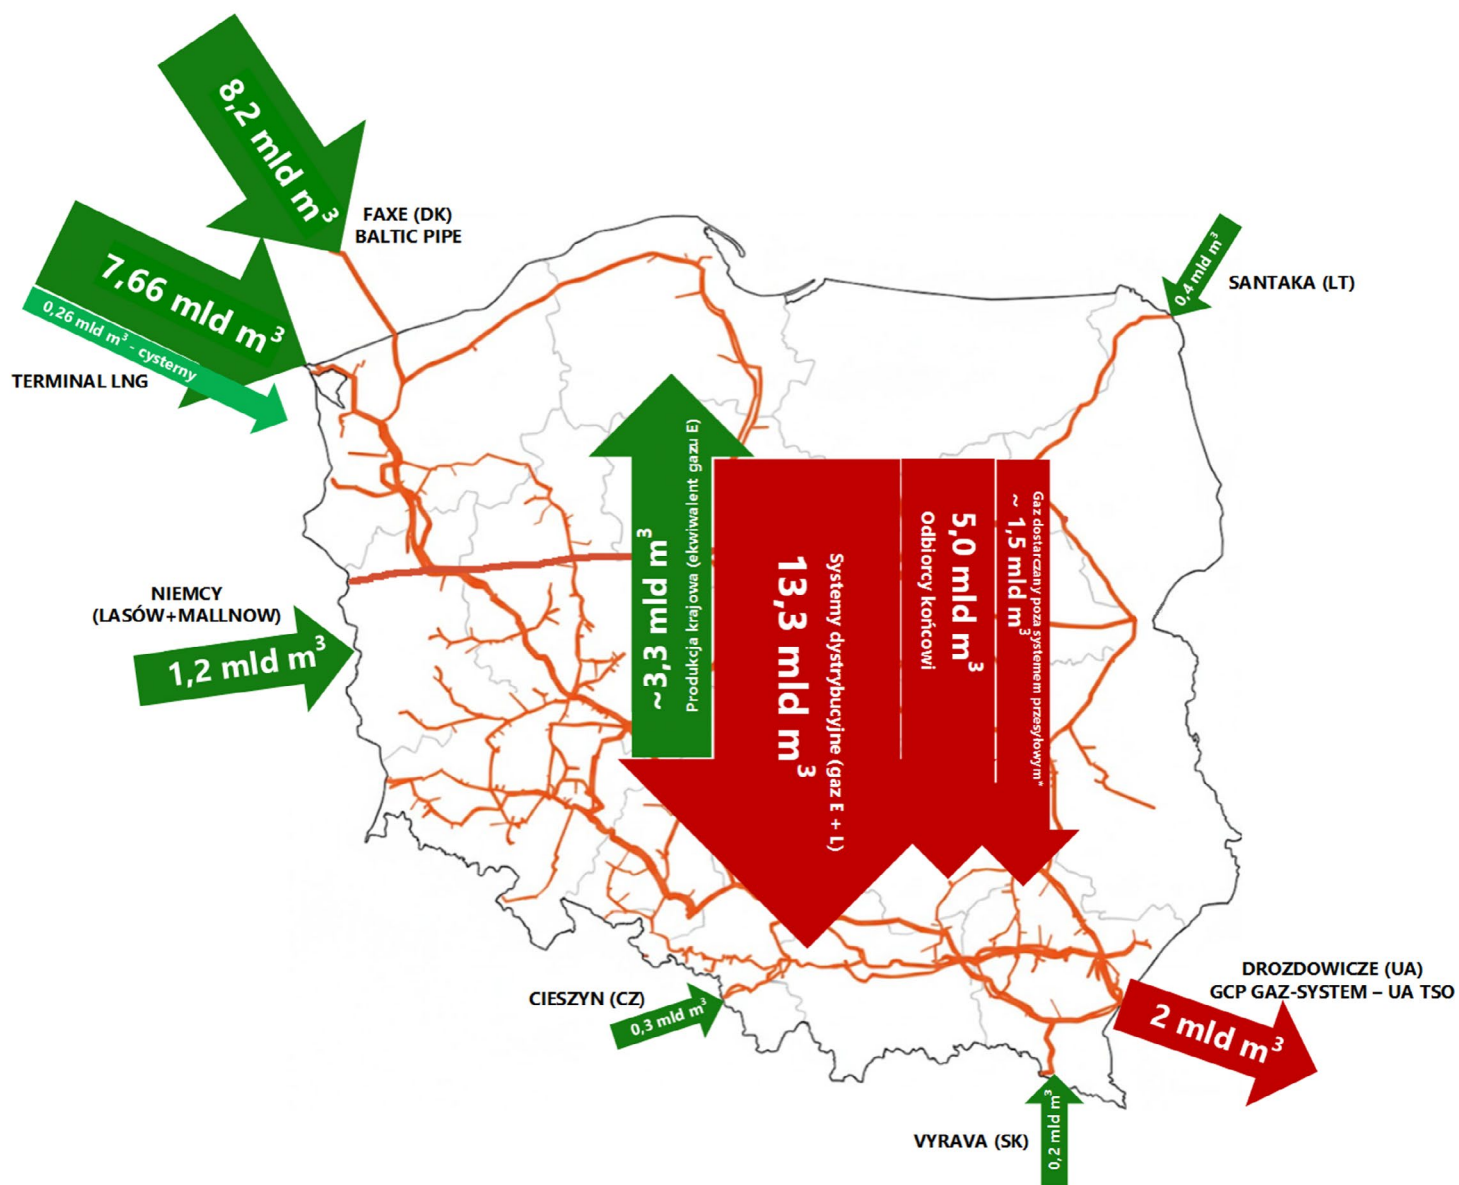 8,2 mld m³
FAXE (DK)
BALTIC PIPE
7,66 mld m³
0,26 mld m³ - cysterny
TERMINAL LNG
0,4 mld m³
SANTAKA (LT)
~3,3 mld m³
Produkcja krajowa (ekwiwalent gazu E)
13,3 mld m³
Systemy dystrybucyjne (gaz E + L)
5,0 mld m³
Odbiorcy końcowi
~ 1,5 mld m³
Gaz dostarczany poza systemem przesyłowym*
NIEMCY
(LASÓW+MALLNOW)
1,2 mld m³
CIESZYN (CZ)
0,3 mld m³
DROZDOWICZE (UA)
GCP GAZ-SYSTEM – UA TSO
2 mld m³
VYRAVA (SK)
0,2 mld m³